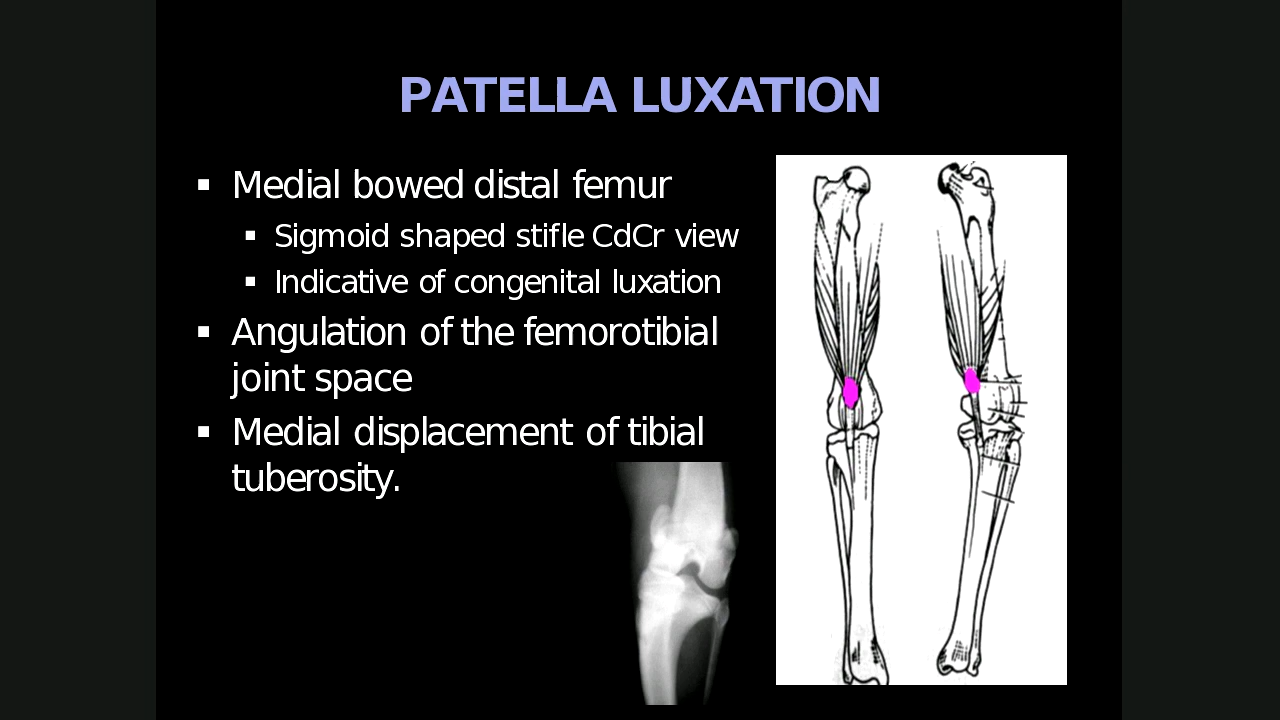 PATELLA LUXATION
▪ Medial bowed distal femur
▪ Sigmoid shaped stifle CdCr view
▪ Indicative of congenital luxation
▪ Angulation of the femorotibial
joint space
▪ Medial displacement of tibial
tuberosity.